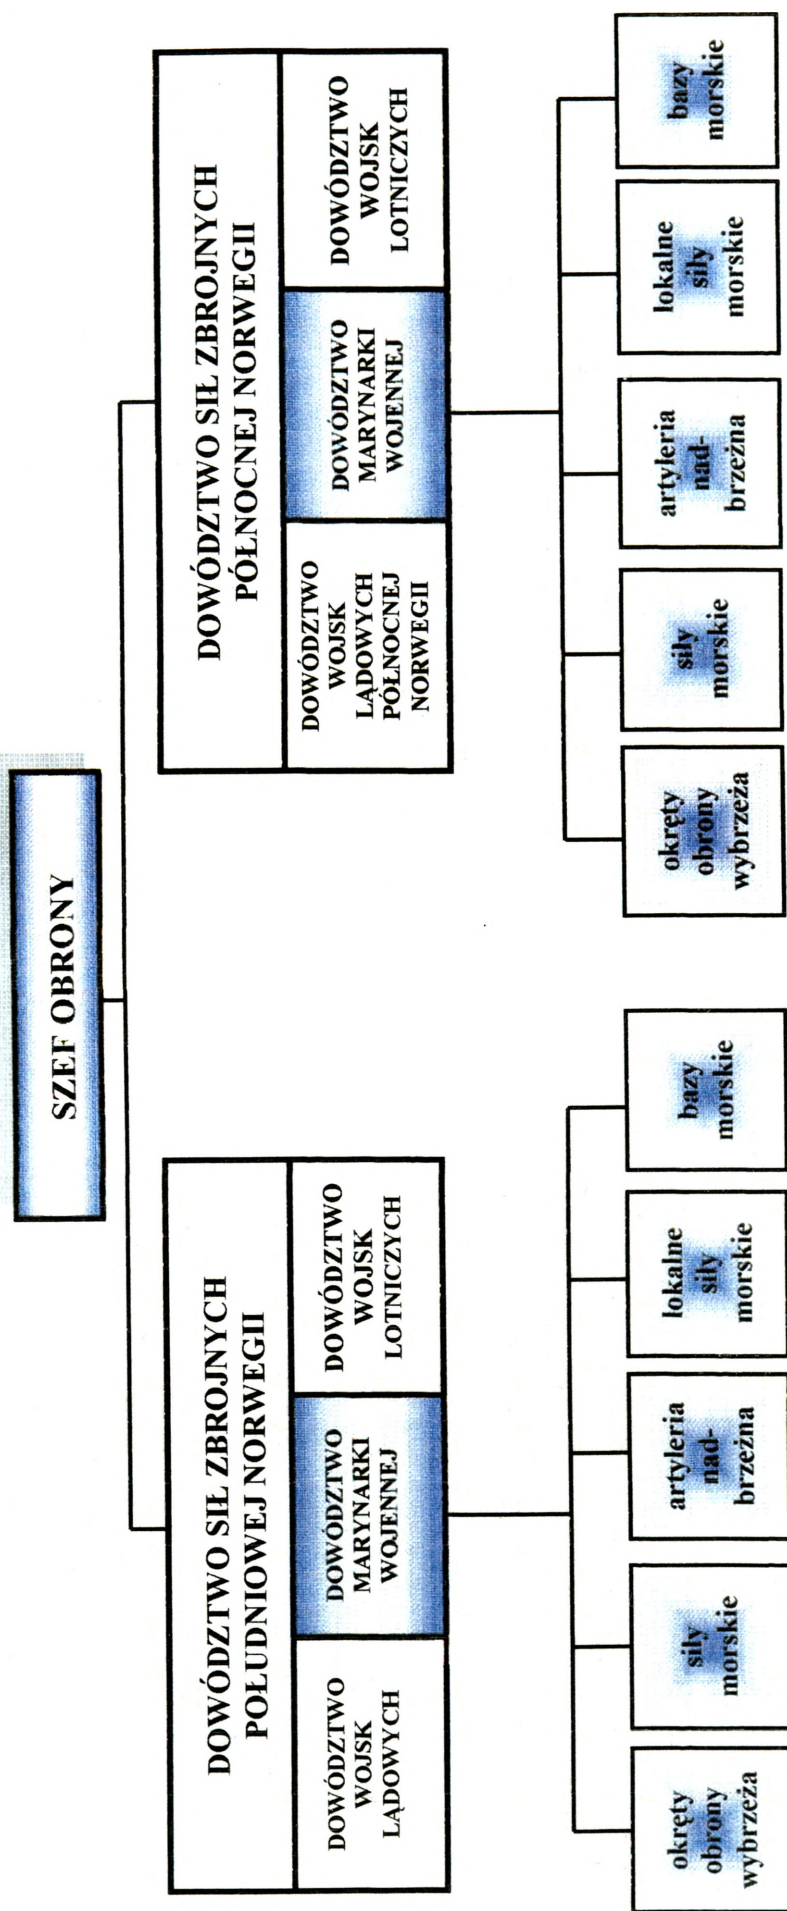 SZEF OBRONY
DOWÓDZTWO SIŁ ZBROJNYCH
POŁUDNIOWEJ NORWEGII
DOWÓDZTWO
WOJSK
LĄDOWYCH
DOWÓDZTWO
MARYNARKI
WOJENNEJ
DOWÓDZTWO
WOJSK
LOTNICZYCH
okręty
obrony
wybrzeża
siły
morskie
artyleria
nad-
brzeżna
lokalne
siły
morskie
bazy
morskie
DOWÓDZTWO SIŁ ZBROJNYCH
PÓŁNOCNEJ NORWEGII
DOWÓDZTWO
WOJSK
LĄDOWYCH
PÓŁNOCNEJ
NORWEGII
DOWÓDZTWO
MARYNARKI
WOJENNEJ
DOWÓDZTWO
WOJSK
LOTNICZYCH
okręty
obrony
wybrzeża
siły
morskie
artyleria
nad-
brzeżna
lokalne
siły
morskie
bazy
morskie